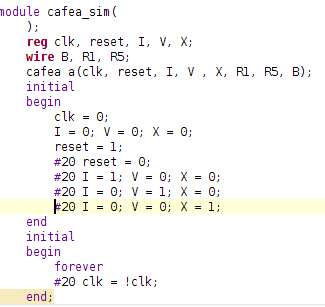 module cafea_sim(
);
reg clk, reset, I, V, X;
wire B, R1, R5;
cafea a(clk, reset, I, V , X, R1, R5, B);
initial
begin
clk = 0;
I = 0; V = 0; X = 0;
reset = 1;
#20 reset = 0;
#20 I = 1; V = 0; X = 0;
#20 I = 0; V = 1; X = 0;
#20 I = 0; V = 0; X = 1;
end
initial
begin
forever
#20 clk = !clk;
end;